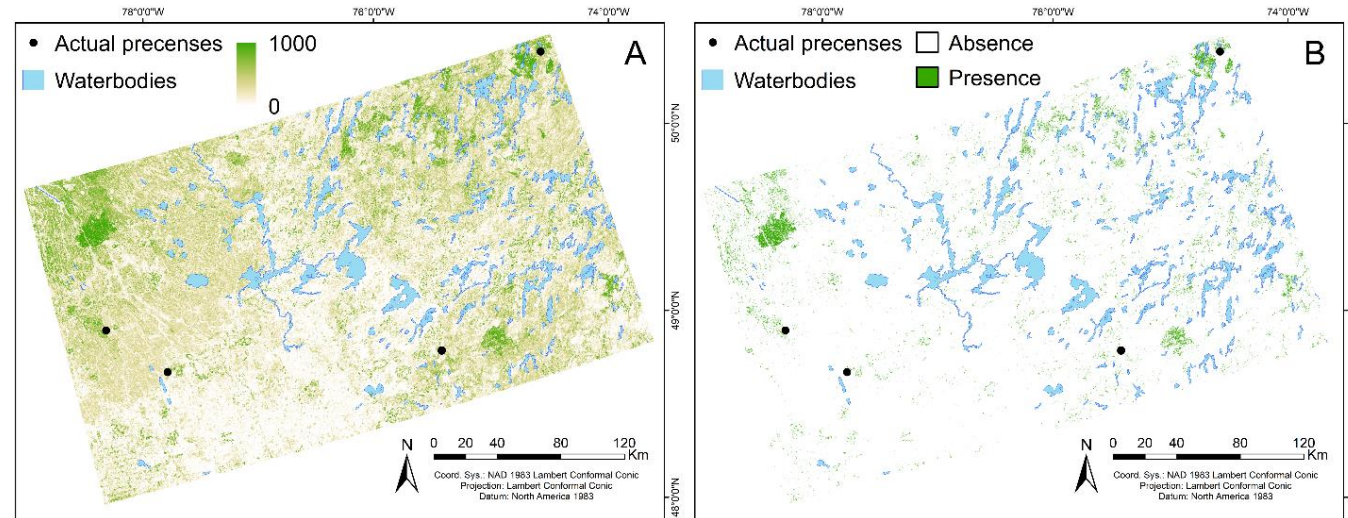 78°0'0"W 76°0'0"W 74°0'0"W
Actual precenses 1000 A
Waterbodies 0
50°0'0"N
49°0'0"N
48°0'0"N
N 0 20 40 80 120
Km
Coord. Sys.: NAD 1983 Lambert Conformal Conic
Projection: Lambert Conformal Conic
Datum: North America 1983
78°0'0"W 76°0'0"W 74°0'0"W
Actual precenses Absence B
Waterbodies Presence
N 0 20 40 80 120
Km
Coord. Sys.: NAD 1983 Lambert Conformal Conic
Projection: Lambert Conformal Conic
Datum: North America 1983